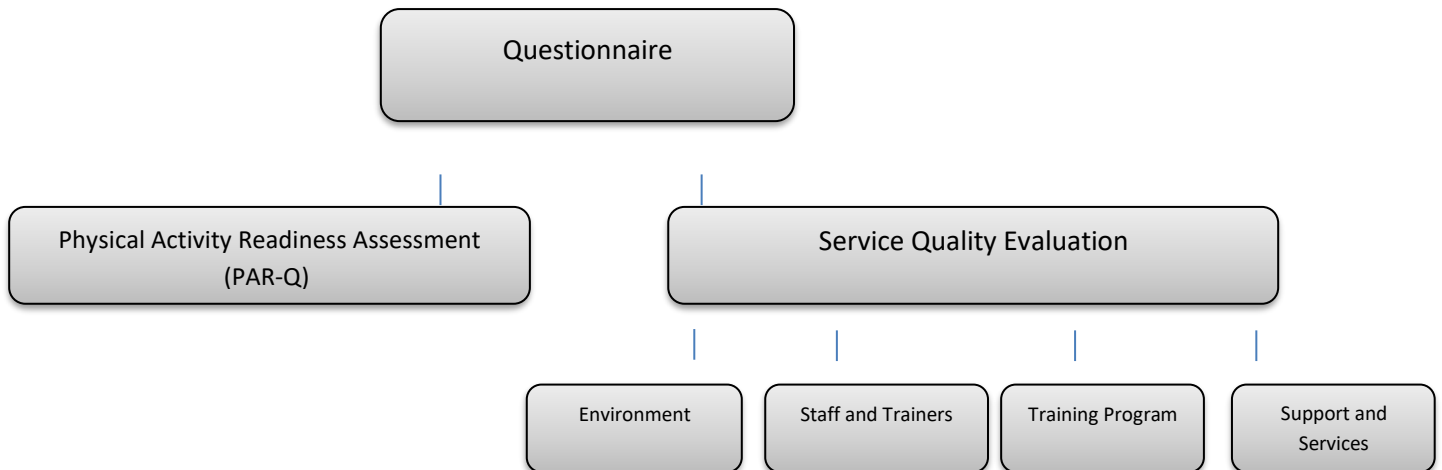 Questionnaire
Physical Activity Readiness Assessment
(PAR-Q)
Service Quality Evaluation
Environment
Staff and Trainers
Training Program
Support and
Services